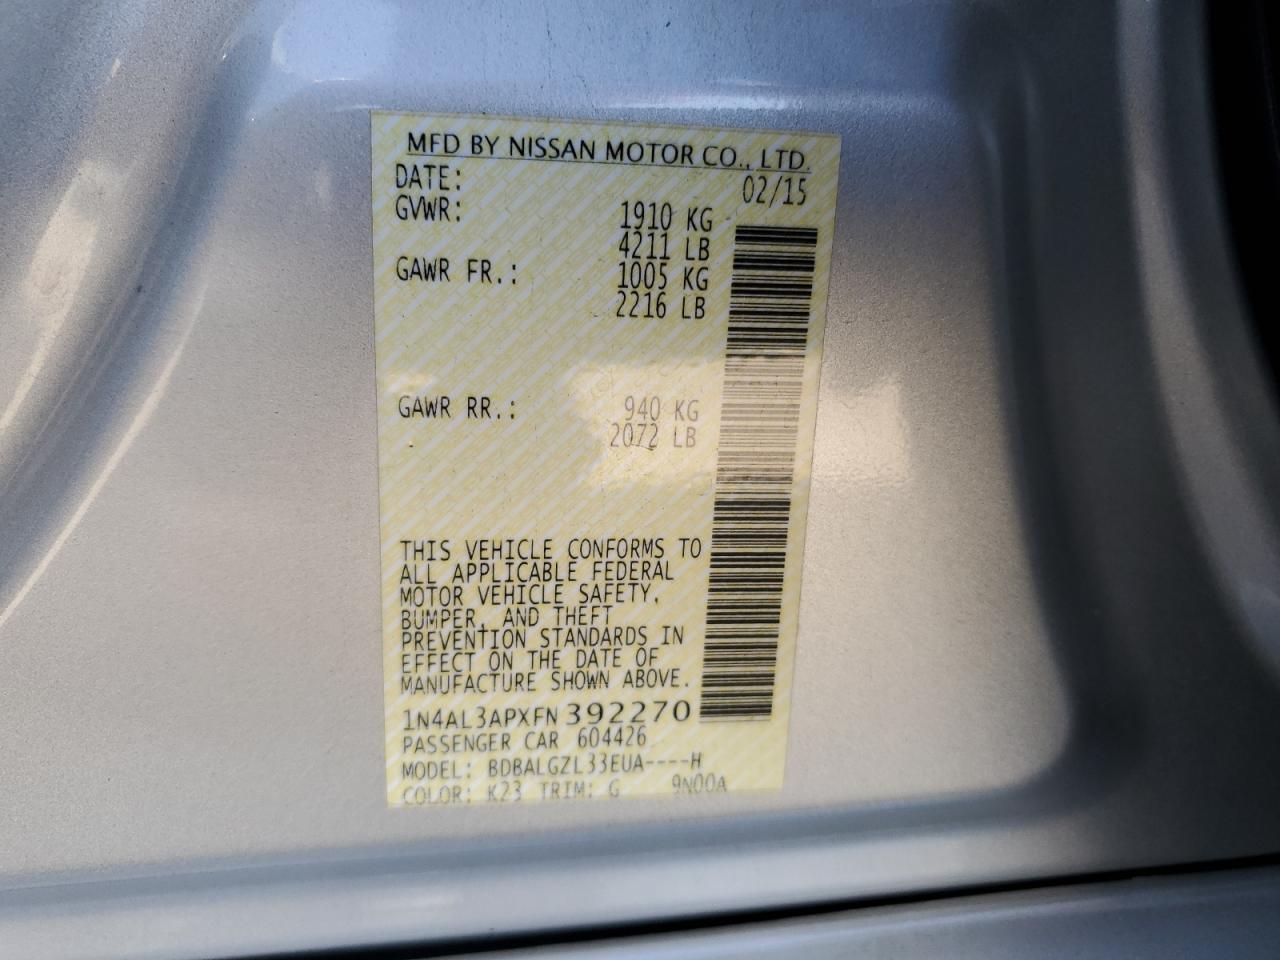 MFD BY NISSAN MOTOR CO., LTD.
DATE: 02/15
GVWR: 1910 KG
4211 LB
GAWR FR.: 1005 KG
2216 LB
GAWR RR.: 940 KG
2072 LB
THIS VEHICLE CONFORMS TO
ALL APPLICABLE FEDERAL
MOTOR VEHICLE SAFETY,
BUMPER, AND THEFT
PREVENTION STANDARDS IN
EFFECT ON THE DATE OF
MANUFACTURE SHOWN ABOVE.
1N4AL3APXFN392270
PASSENGER CAR 604426
MODEL: BDBALGZL33EUA----H
COLOR: K23 TRIM: G 9N00A